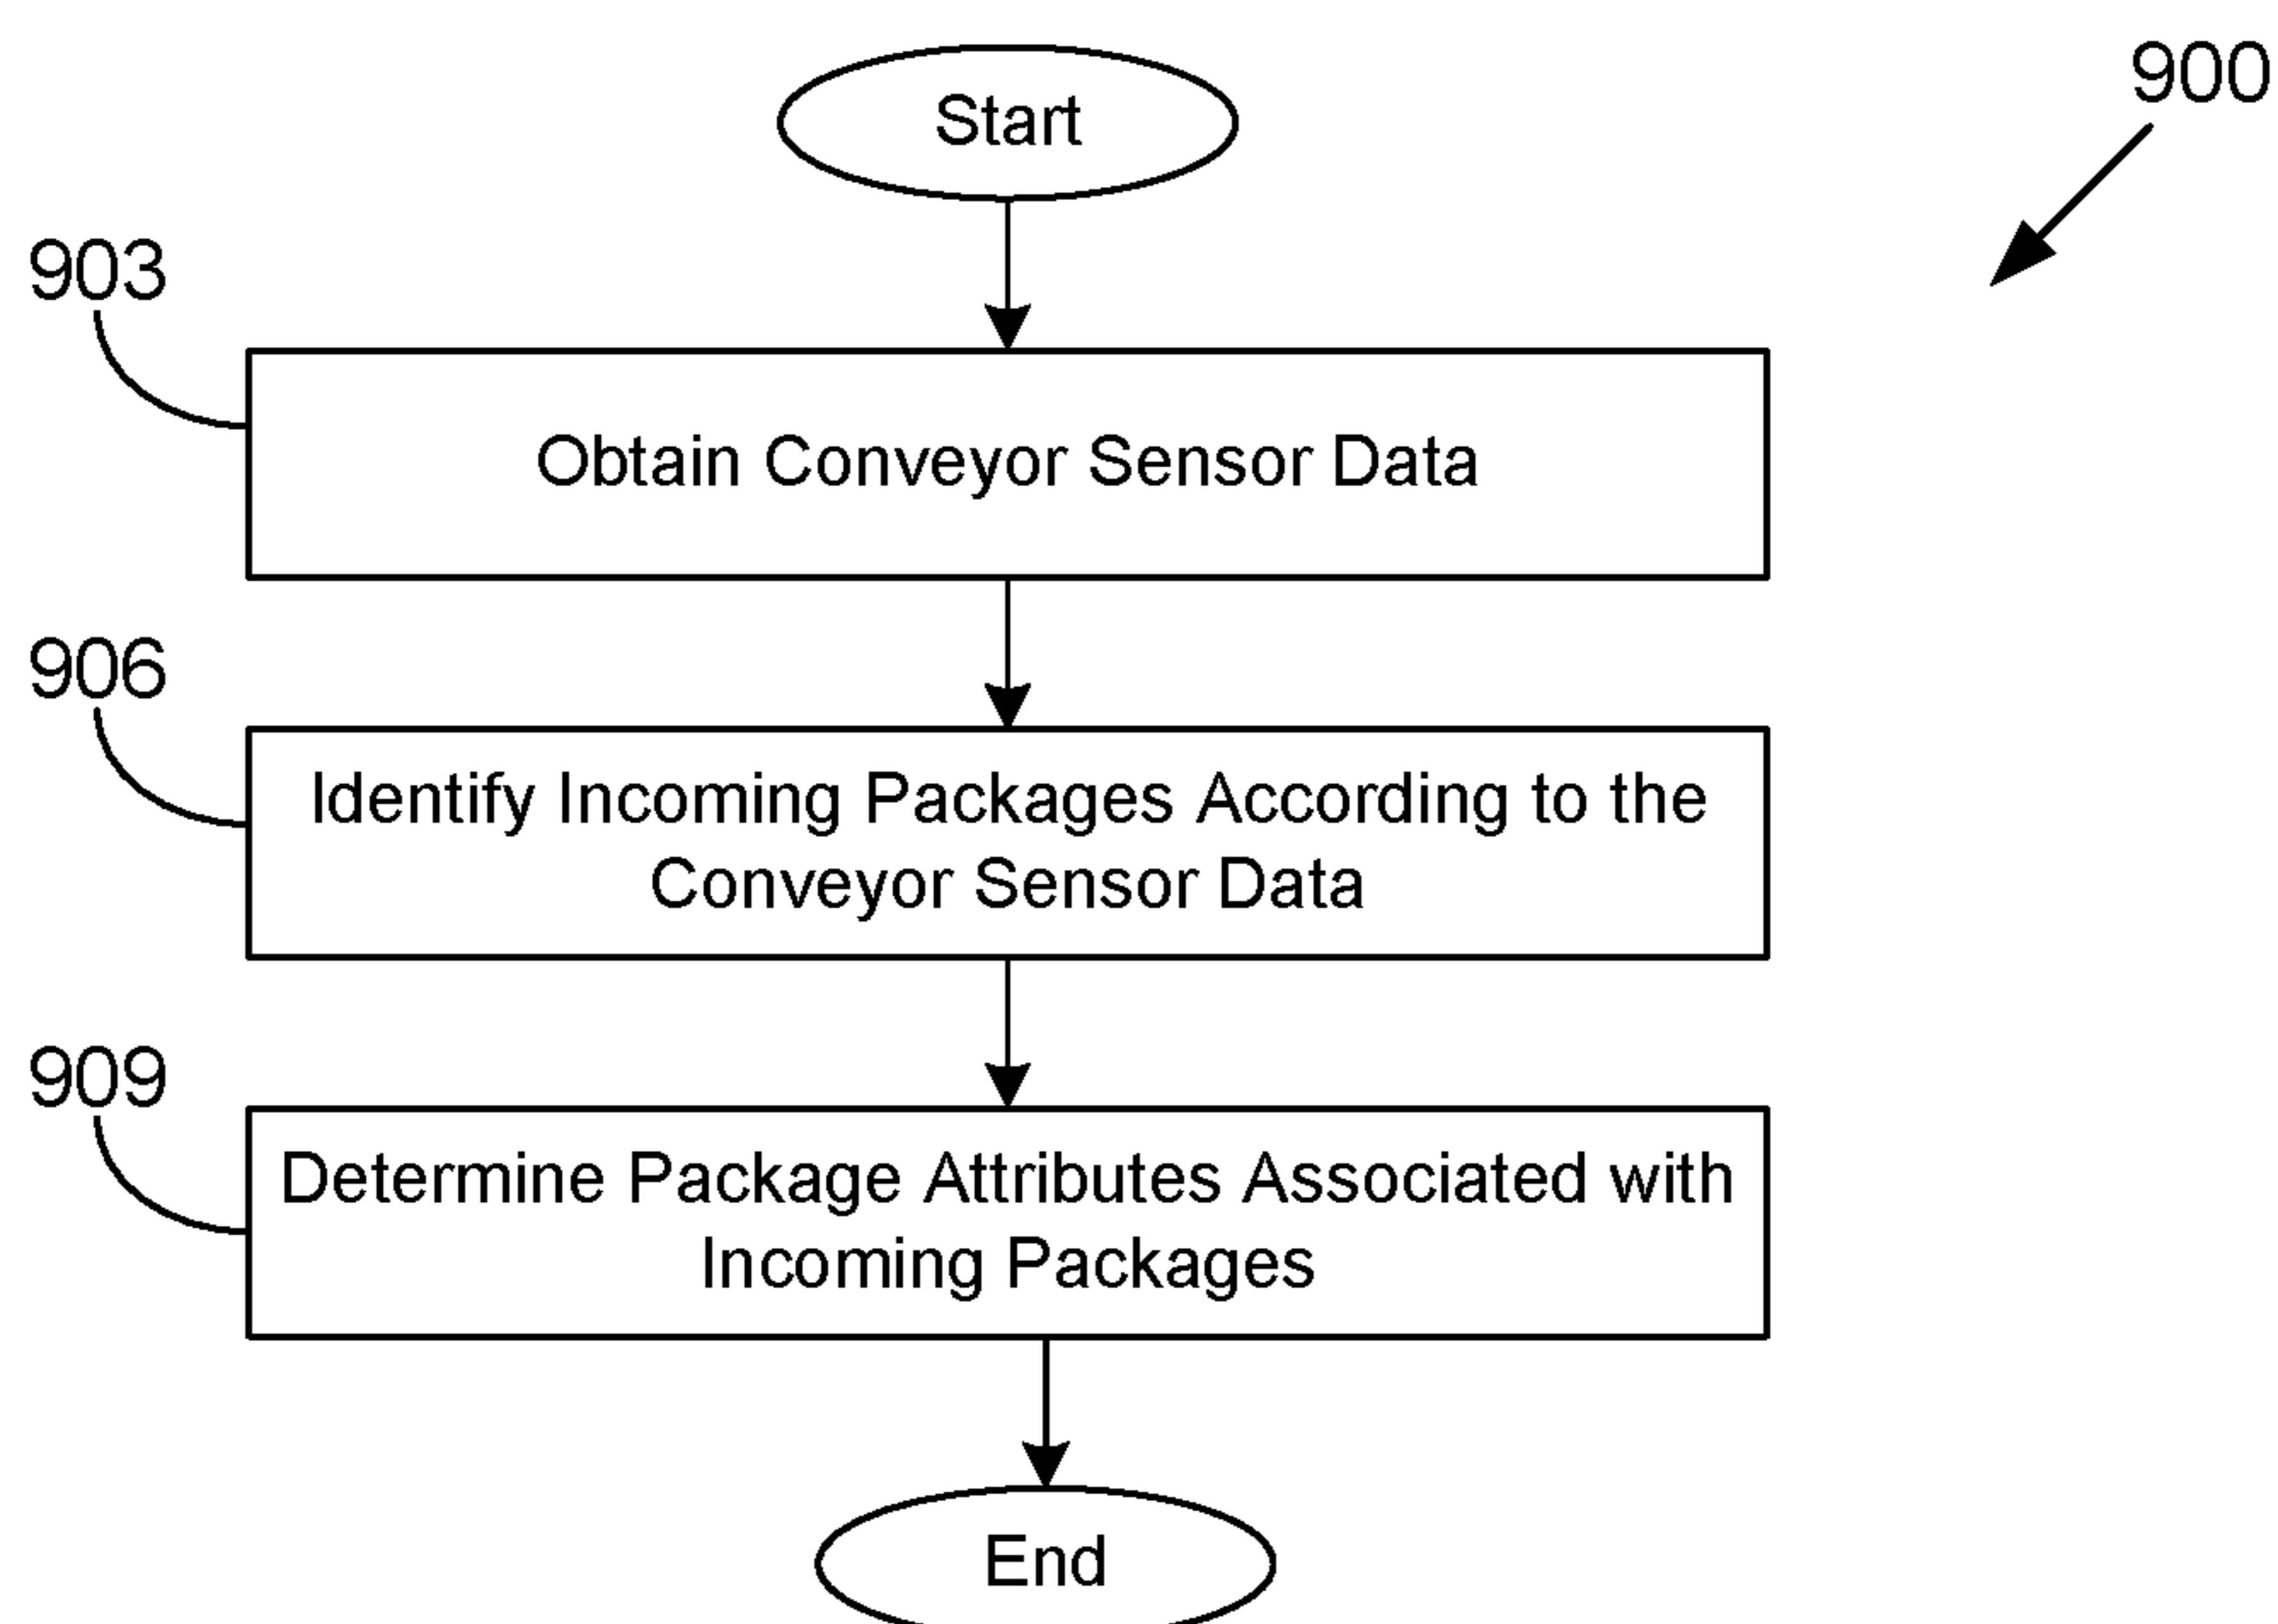 Start
900
903
Obtain Conveyor Sensor Data
906
Identify Incoming Packages According to the
Conveyor Sensor Data
909
Determine Package Attributes Associated with
Incoming Packages
End